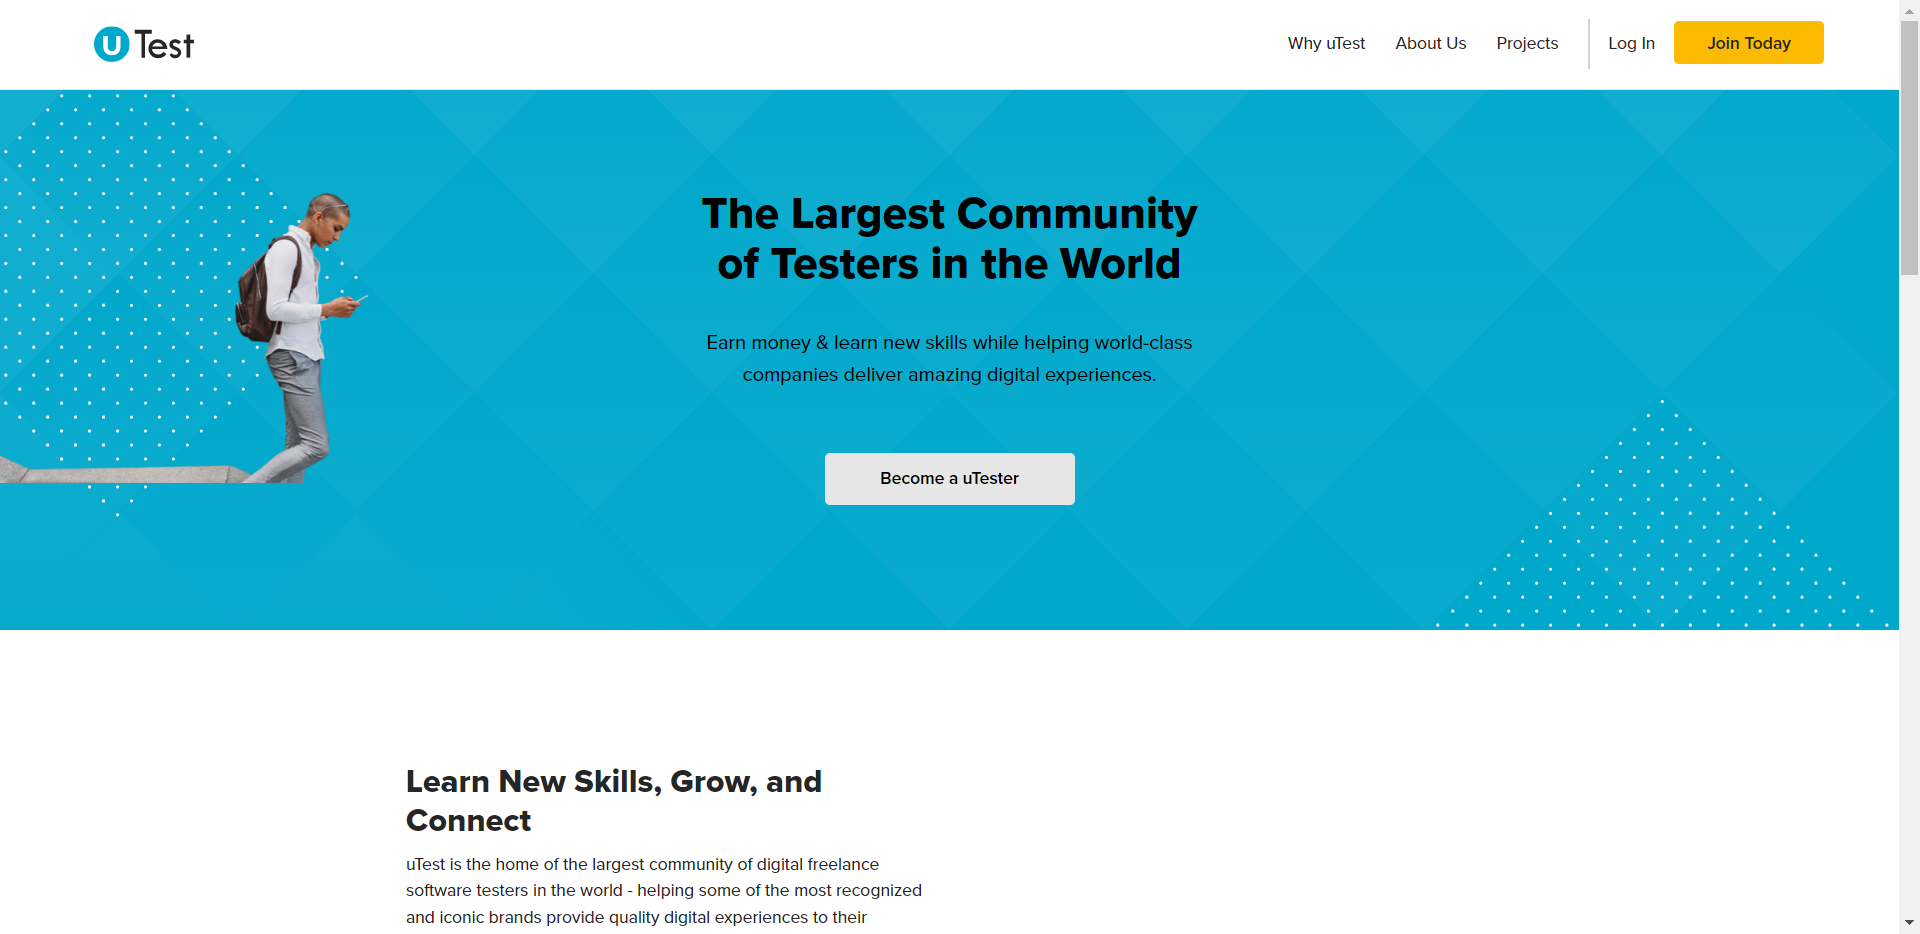 uTest
Why uTest
About Us
Projects
Log In
Join Today
The Largest Community
of Testers in the World
Earn money & learn new skills while helping world-class
companies deliver amazing digital experiences.
Become a uTester
Learn New Skills, Grow, and
Connect
uTest is the home of the largest community of digital freelance
software testers in the world - helping some of the most recognized
and iconic brands provide quality digital experiences to their